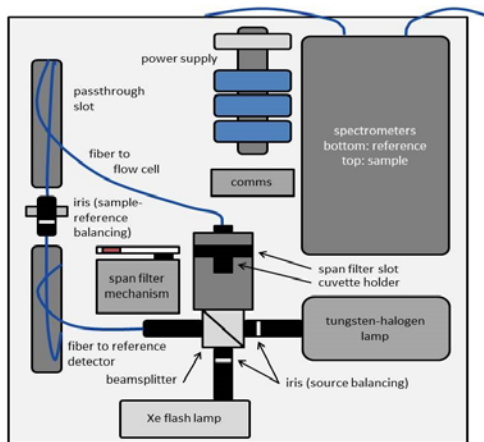 power supply
passthrough
slot
spectrometers
bottom: reference
top: sample
fiber to
flow cell
comms
iris (sample-
reference
balancing)
span filter slot
cuvette holder
span filter
mechanism
tungsten-halogen
lamp
fiber to reference
detector
beamsplitter
iris (source balancing)
Xe flash lamp